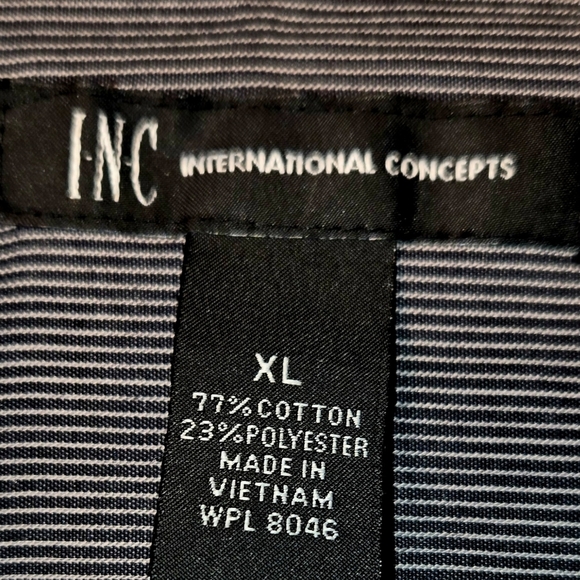 I·N·C INTERNATIONAL CONCEPTS
XL
77% COTTON
23% POLYESTER
MADE IN
VIETNAM
WPL 8046